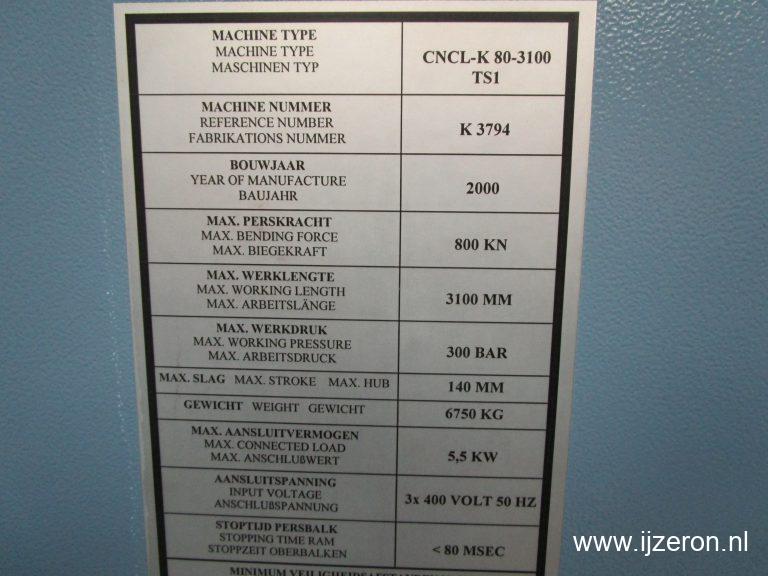 MACHINE TYPE
MACHINE TYPE
MASCHINEN TYP
CNCL-K 80-3100
TS1
MACHINE NUMMER
REFERENCE NUMBER
FABRIKATIONS NUMMER
K 3794
BOUWJAAR
YEAR OF MANUFACTURE
BAUJAHR
2000
MAX. PERSKRACHT
MAX. BENDING FORCE
MAX. BIEGEKRAFT
800 KN
MAX. WERKLENGTE
MAX. WORKING LENGTH
MAX. ARBEITSLÄNGE
3100 MM
MAX. WERKDRUK
MAX. WORKING PRESSURE
MAX. ARBEITSDRUCK
300 BAR
MAX. SLAG MAX. STROKE MAX. HUB
140 MM
GEWICHT WEIGHT GEWICHT
6750 KG
MAX. AANSLUITVERMOGEN
MAX. CONNECTED LOAD
MAX. ANSCHLUßWERT
5,5 KW
AANSLUITSPANNING
INPUT VOLTAGE
ANSCHLUßSPANNUNG
3x 400 VOLT 50 HZ
STOPTIJD PERSBALK
STOPPING TIME RAM
STOPPZEIT OBERBALKEN
< 80 MSEC
MINIMUM
www.ijzeron.nl